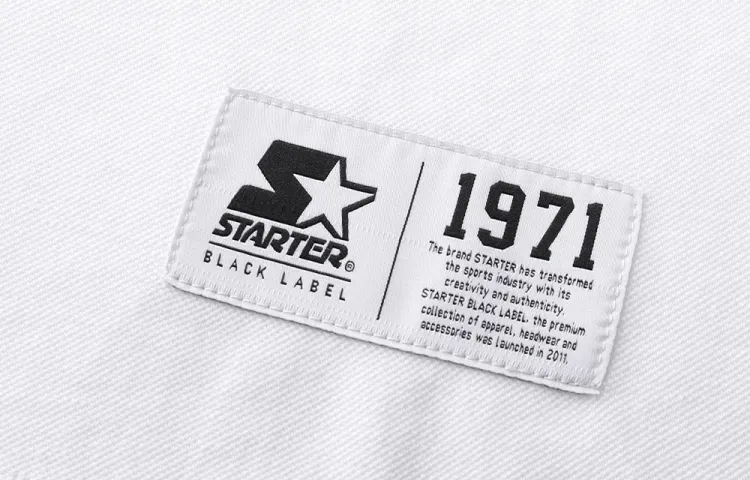 STARTER®
BLACK LABEL
1971
The brand STARTER has transformed
the sports industry with its
creativity and authenticity.
STARTER BLACK LABEL, the premium
collection of apparel, headwear and
accessories was launched in 2011.